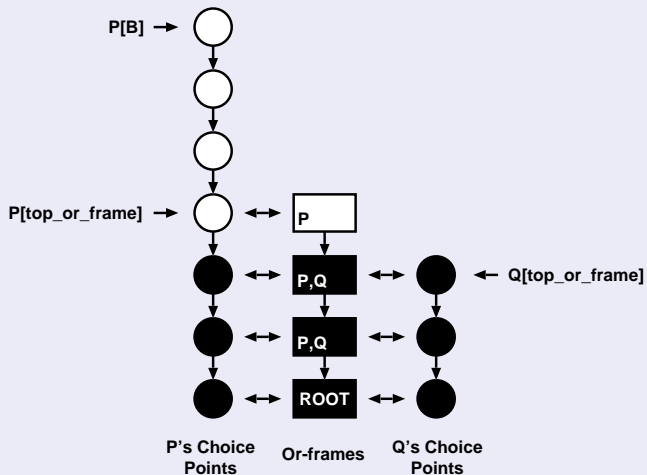 P[B]
P[top_or_frame]
P
P,Q
Q[top_or_frame]
P,Q
ROOT
P's Choice
Points
Or-frames
Q's Choice
Points